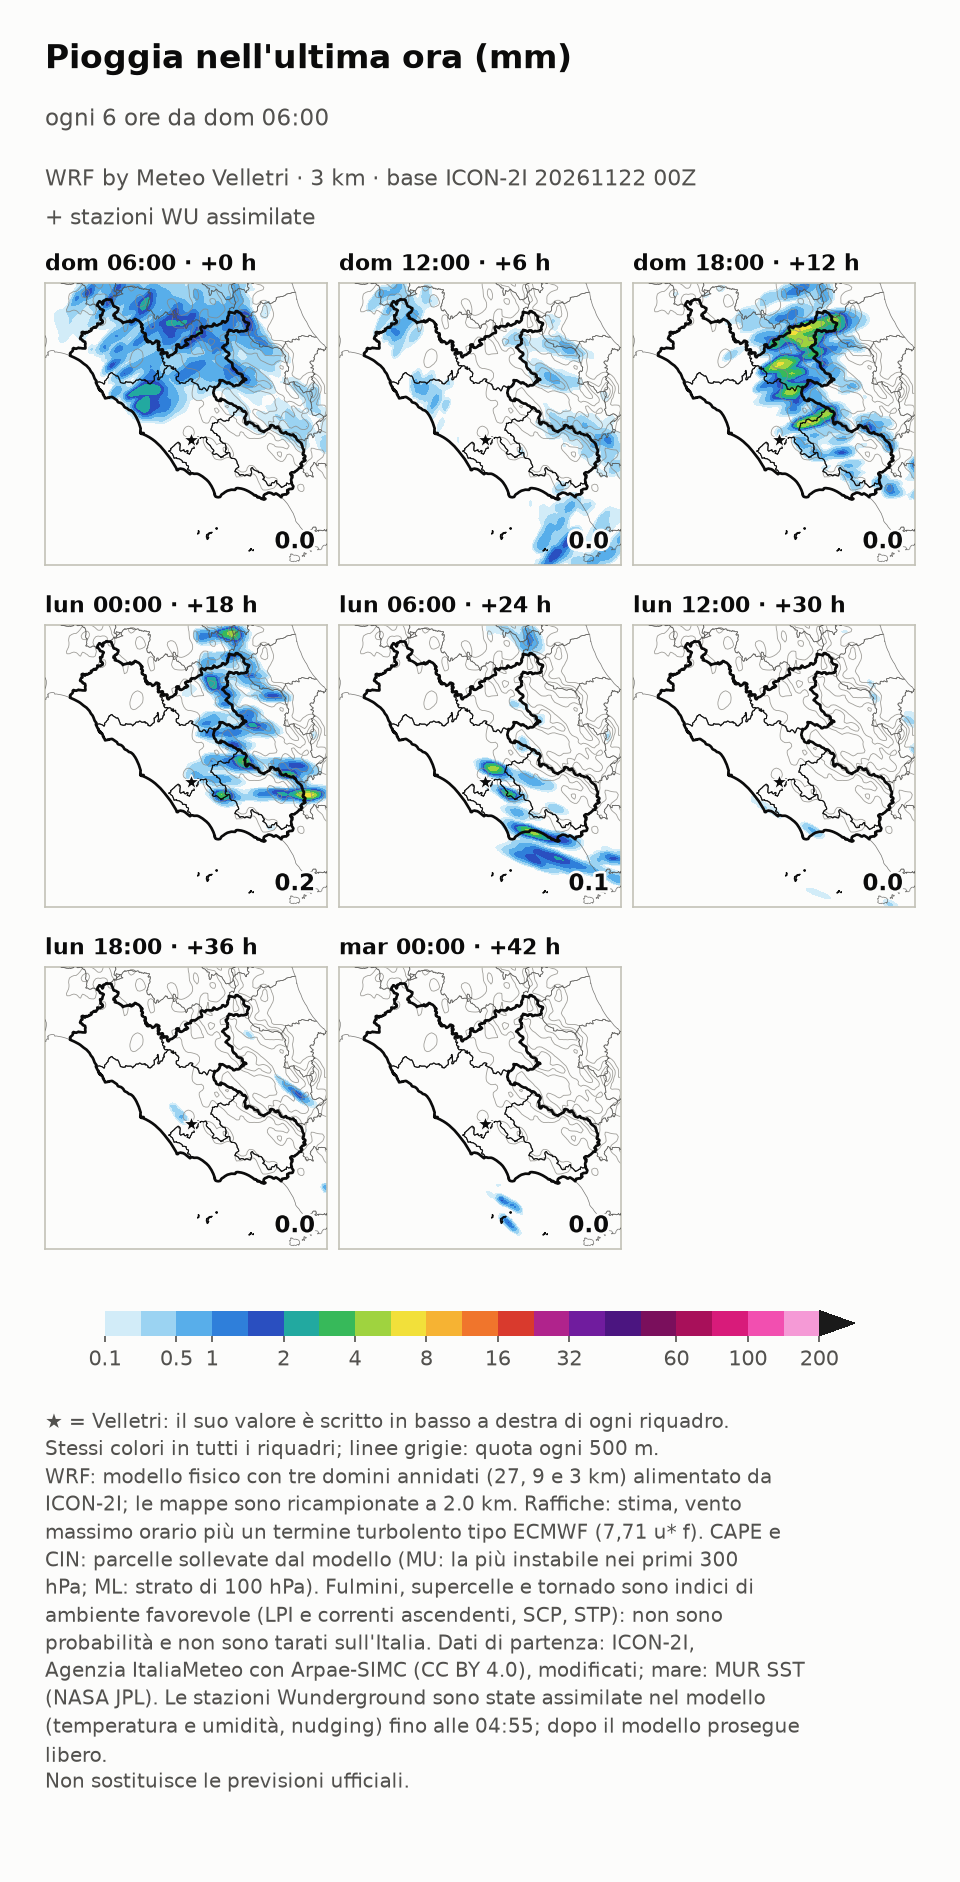 Pioggia nell'ultima ora (mm)
ogni 6 ore da dom 06:00
WRF by Meteo Velletri · 3 km · base ICON-2I 20261122 00Z
+ stazioni WU assimilate
dom 06:00 · +0 h
dom 12:00 · +6 h
dom 18:00 · +12 h
0.0
0.0
0.0
lun 00:00 · +18 h
lun 06:00 · +24 h
lun 12:00 · +30 h
0.2
0.1
0.0
lun 18:00 · +36 h
mar 00:00 · +42 h
0.0
0.0
0.1 0.5 1 2 4 8 16 32 60 100 200
★ = Velletri: il suo valore è scritto in basso a destra di ogni riquadro.
Stessi colori in tutti i riquadri; linee grigie: quota ogni 500 m.
WRF: modello fisico con tre domini annidati (27, 9 e 3 km) alimentato da
ICON-2I; le mappe sono ricampionate a 2.0 km. Raffiche: stima, vento
massimo orario più un termine turbolento tipo ECMWF (7,71 u* f). CAPE e
CIN: parcelle sollevate dal modello (MU: la più instabile nei primi 300
hPa; ML: strato di 100 hPa). Fulmini, supercelle e tornado sono indici di
ambiente favorevole (LPI e correnti ascendenti, SCP, STP): non sono
probabilità e non sono tarati sull'Italia. Dati di partenza: ICON-2I,
Agenzia ItaliaMeteo con Arpae-SIMC (CC BY 4.0), modificati; mare: MUR SST
(NASA JPL). Le stazioni Wunderground sono state assimilate nel modello
(temperatura e umidità, nudging) fino alle 04:55; dopo il modello prosegue
libero.
Non sostituisce le previsioni ufficiali.